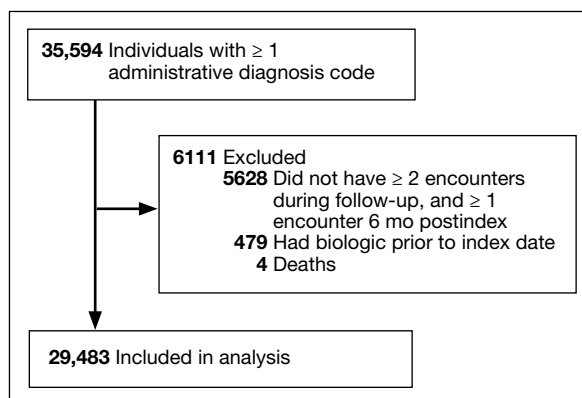 35,594 Individuals with ≥ 1
administrative diagnosis code
6111 Excluded
5628 Did not have ≥ 2 encounters
during follow-up, and ≥ 1
encounter 6 mo postindex
479 Had biologic prior to index date
4 Deaths
29,483 Included in analysis